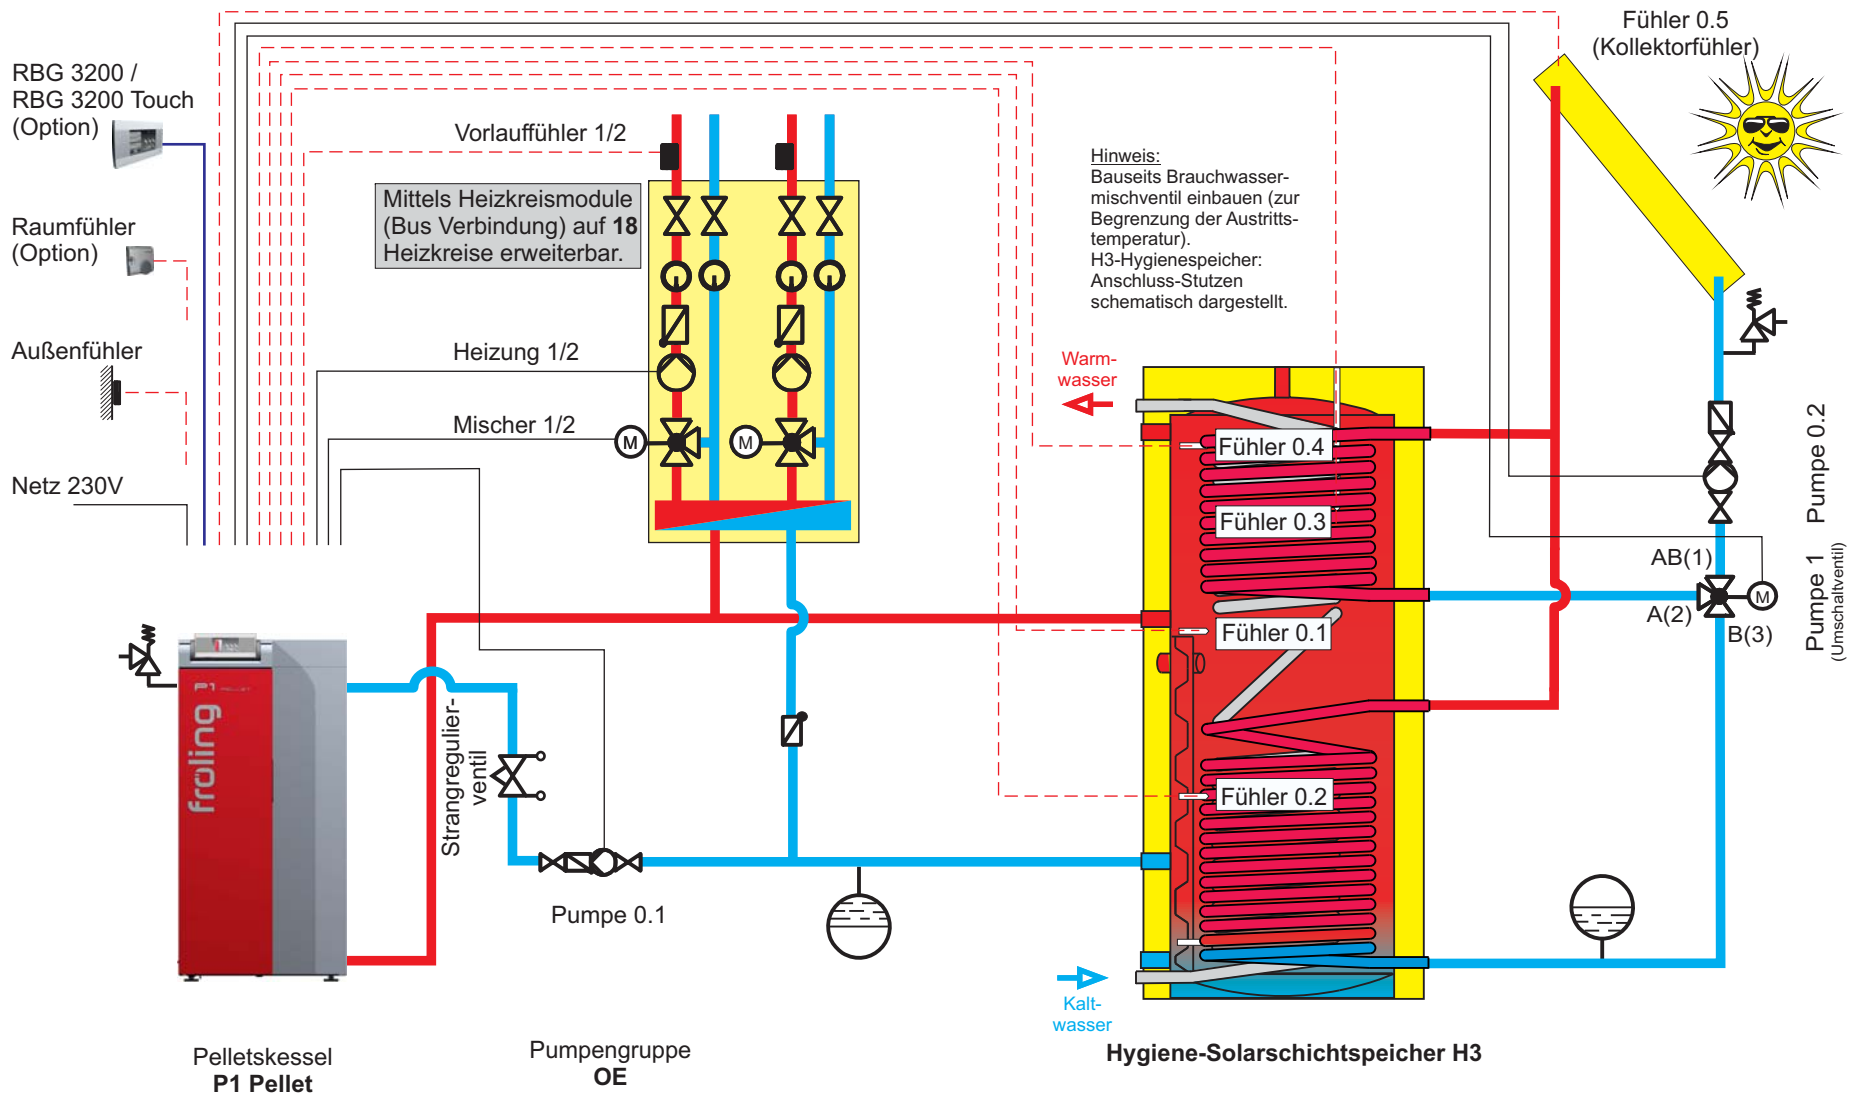 Fühler 0.5
(Kollektorfühler)
RBG 3200 /
RBG 3200 Touch
(Option)
Vorlauffühler 1/2
Hinweis:
Bauseits Brauchwasser-
mischventil einbauen (zur
Begrenzung der Austritts-
temperatur).
H3-Hygienespeicher:
Anschluss-Stutzen
schematisch dargestellt.
Mittels Heizkreismodule
(Bus Verbindung) auf 18
Heizkreise erweiterbar.
Raumfühler
(Option)
Außenfühler
Heizung 1/2
Warm-
wasser
Mischer 1/2
M
M
Netz 230V
Fühler 0.4
Fühler 0.3
Fühler 0.1
Fühler 0.2
Pumpe 0.2
AB(1)
M
A(2)
B(3)
Pumpe 1
(Umschaltventil)
P1 PELLET
froling
Strangregulier-
ventil
Pumpe 0.1
Kalt-
wasser
Pelletskessel
P1 Pellet
Pumpengruppe
OE
Hygiene-Solarschichtspeicher H3